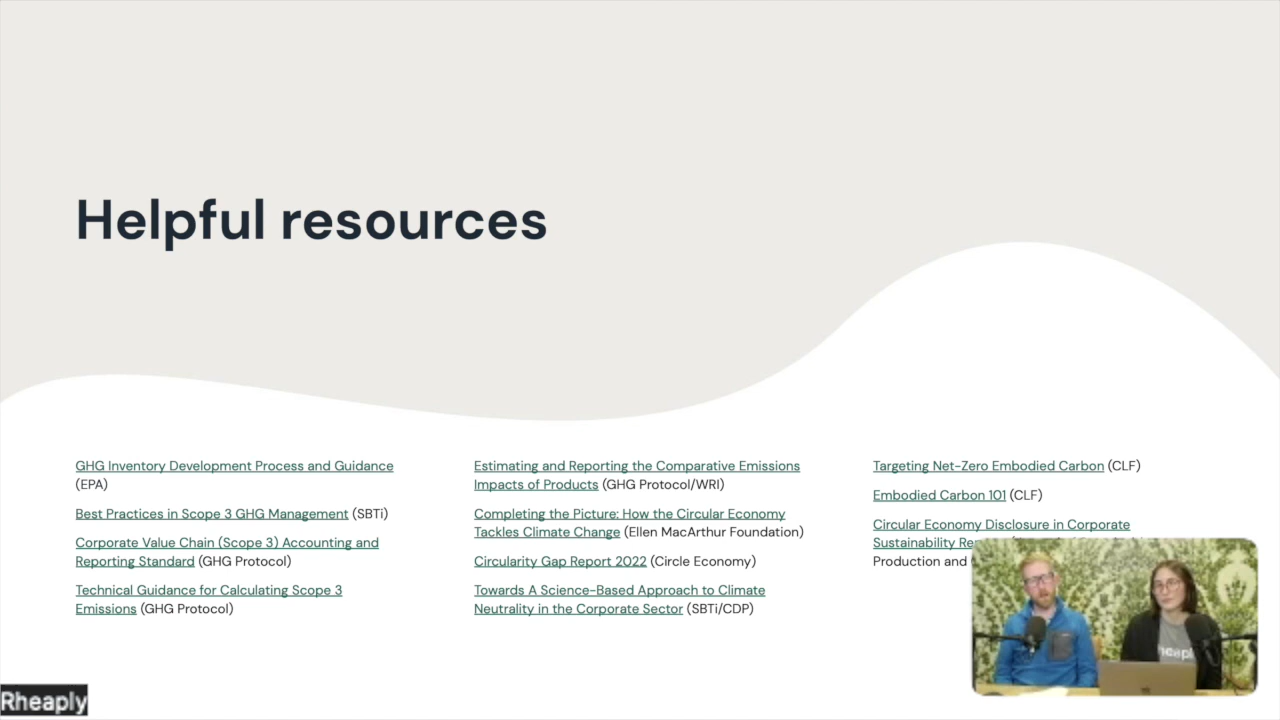 Helpful resources
GHG Inventory Development Process and Guidance
(EPA)
Best Practices in Scope 3 GHG Management (SBTi)
Corporate Value Chain (Scope 3) Accounting and
Reporting Standard (GHG Protocol)
Technical Guidance for Calculating Scope 3
Emissions (GHG Protocol)
Estimating and Reporting the Comparative Emissions
Impacts of Products (GHG Protocol/WRI)
Completing the Picture: How the Circular Economy
Tackles Climate Change (Ellen MacArthur Foundation)
Circularity Gap Report 2022 (Circle Economy)
Towards A Science-Based Approach to Climate
Neutrality in the Corporate Sector (SBTi/CDP)
Targeting Net-Zero Embodied Carbon (CLF)
Embodied Carbon 101 (CLF)
Circular Economy Disclosure in Corporate
Sustainability
Production and
Rheaply